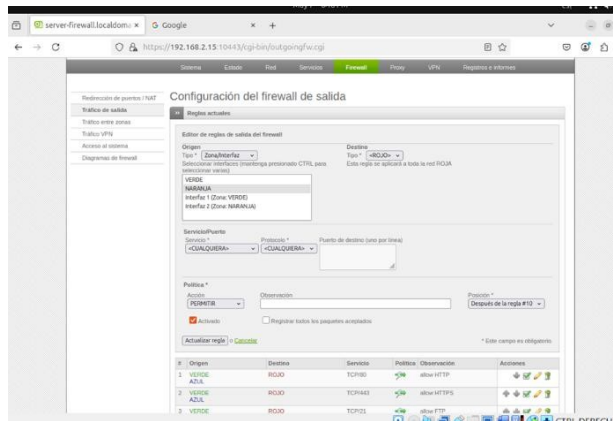 server-firewall.localdoma
Google
https://192.168.2.15:10443/cgi-bin/outgoingfw.cgi
Sistema Estado Red Servicios Firewall Proxy VPN Registros e informes
Redirección de puertos / NAT
Tráfico de salida
Tráfico entre zonas
Tráfico VPN
Acceso al sistema
Diagramas de firewall
Configuración del firewall de salida
Reglas actuales
Editor de reglas de salida del firewall
Origen Destino
Tipo * Zona/Interfaz Tipo * <ROJO>
Seleccionar interfaces (mantenga presionado CTRL para Esta regla se aplicará a toda la red ROJA
seleccionar varias)
VERDE
NARANJA
Interfaz 1 (Zona: VERDE)
Interfaz 2 (Zona: NARANJA)
Servicio/Puerto
Servicio * Protocolo * Puerto de destino (uno por línea)
<CUALQUIERA> <CUALQUIERA>
Política *
Acción Observación Posición *
PERMITIR Después de la regla #10
Activado Registrar todos los paquetes aceptados
Actualizar regla o Cancelar * Este campo es obligatorio
# Origen Destino Servicio Política Observación Acciones
1 VERDE ROJO TCP/80 allow HTTP
AZUL
2 VERDE ROJO TCP/443 allow HTTPS
AZUL
3 VERDE ROJO TCP/21 allow FTP
CTRL DERECHO